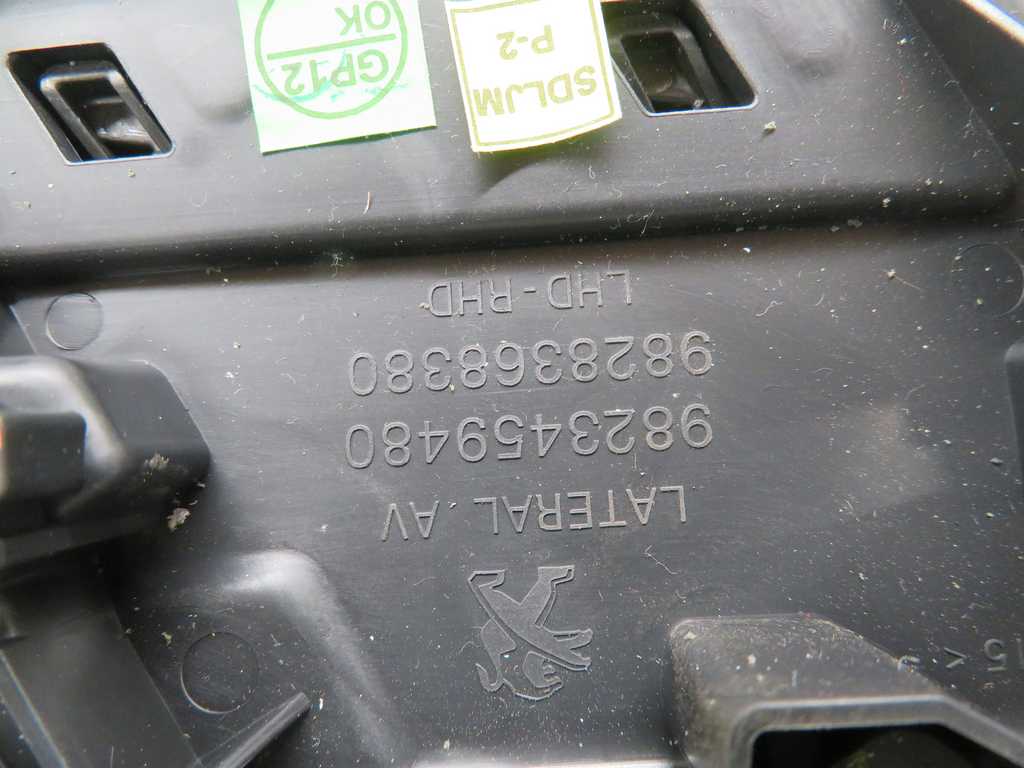 LATERAL AV
9823459480
9828368380
LHD-RHD
SDLJM
P-2
GP12
OK